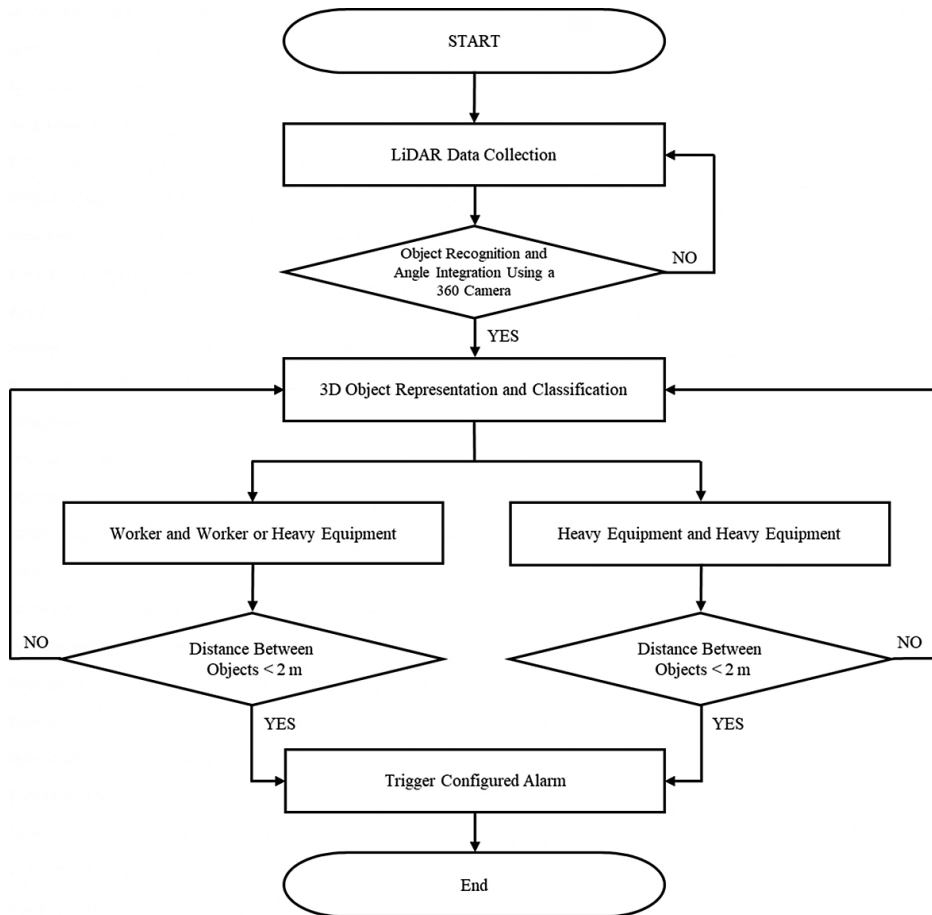 START
LiDAR Data Collection
Object Recognition and
Angle Integration Using a
360 Camera
NO
YES
3D Object Representation and Classification
Worker and Worker or Heavy Equipment
Heavy Equipment and Heavy Equipment
NO
Distance Between
Objects < 2 m
Distance Between
Objects < 2 m
NO
YES
YES
Trigger Configured Alarm
End